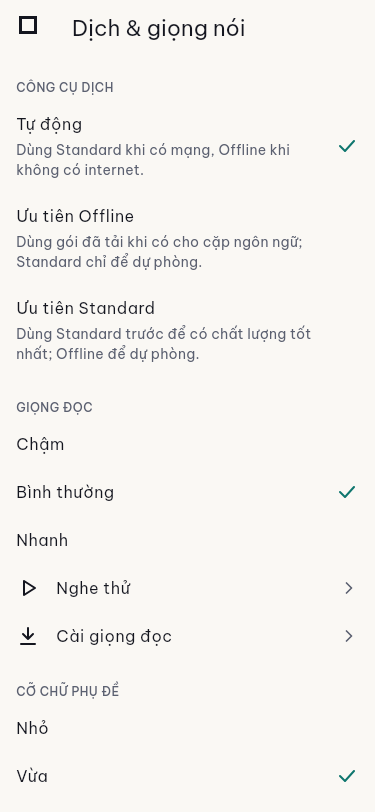 Dịch & giọng nói
CÔNG CỤ DỊCH
Tự động
Dùng Standard khi có mạng, Offline khi
không có internet.
Ưu tiên Offline
Dùng gói đã tải khi có cho cặp ngôn ngữ;
Standard chỉ để dự phòng.
Ưu tiên Standard
Dùng Standard trước để có chất lượng tốt
nhất; Offline để dự phòng.
GIỌNG ĐỌC
Chậm
Bình thường
Nhanh
Nghe thử
Cài giọng đọc
CỠ CHỮ PHỤ ĐỀ
Nhỏ
Vừa